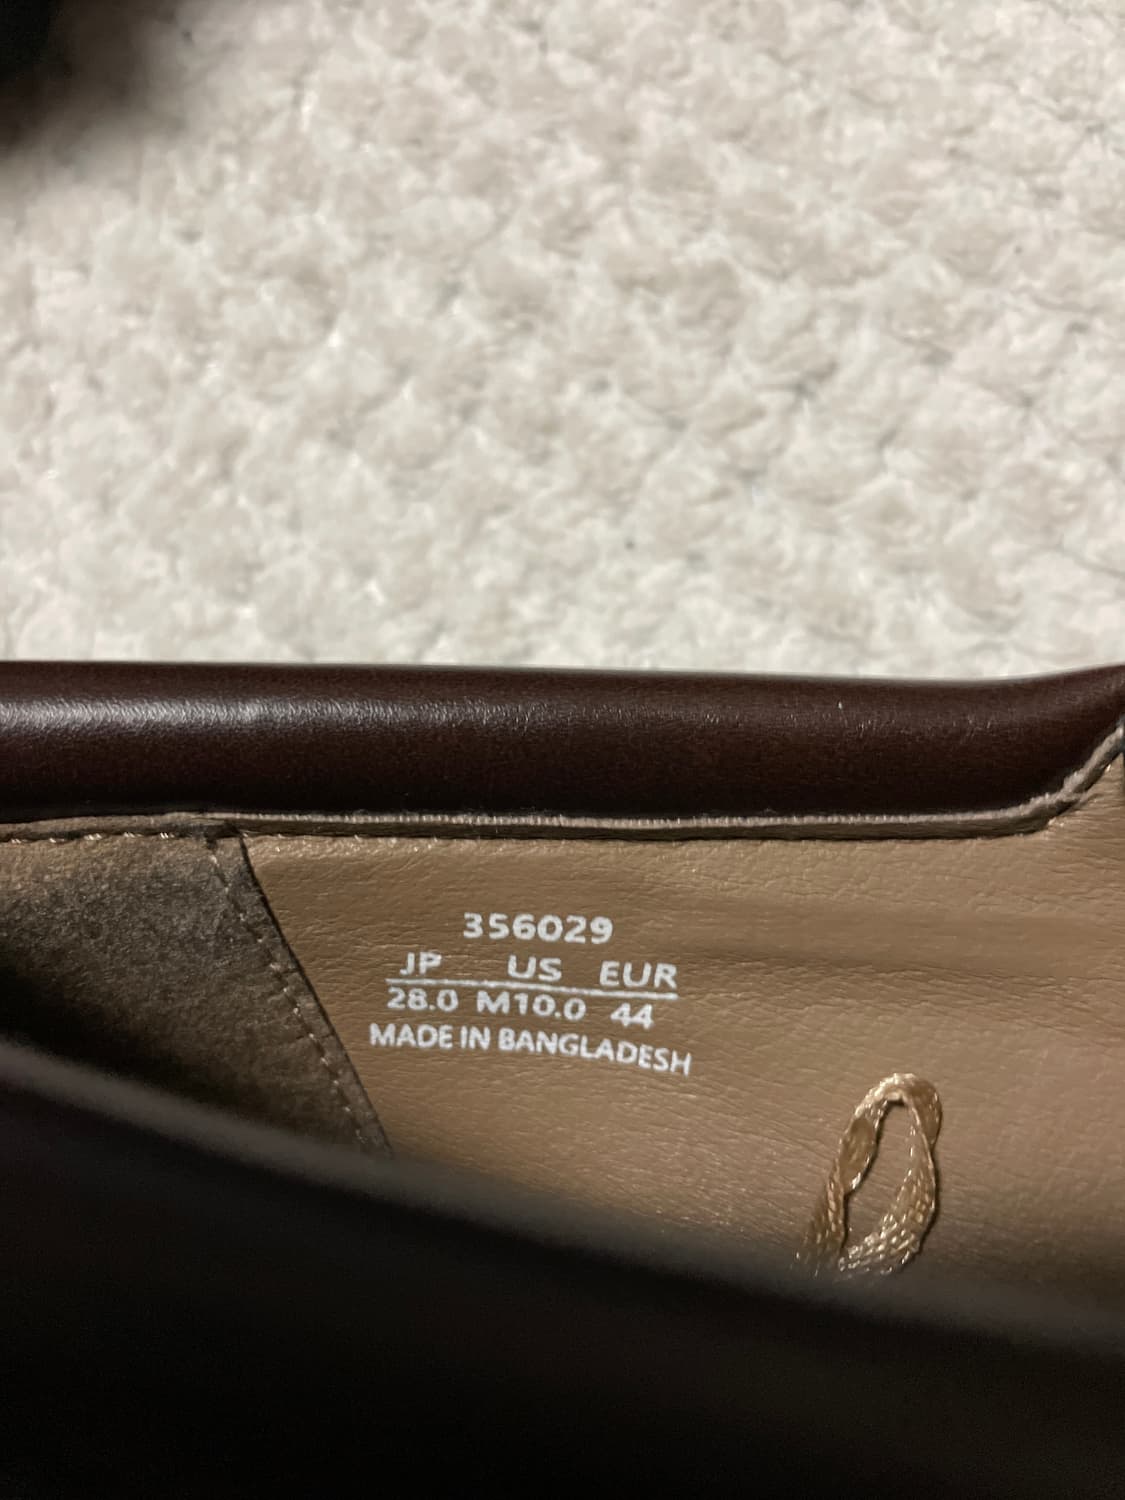 356029
JP US EUR
28.0 M10.0 44
MADE IN BANGLADESH